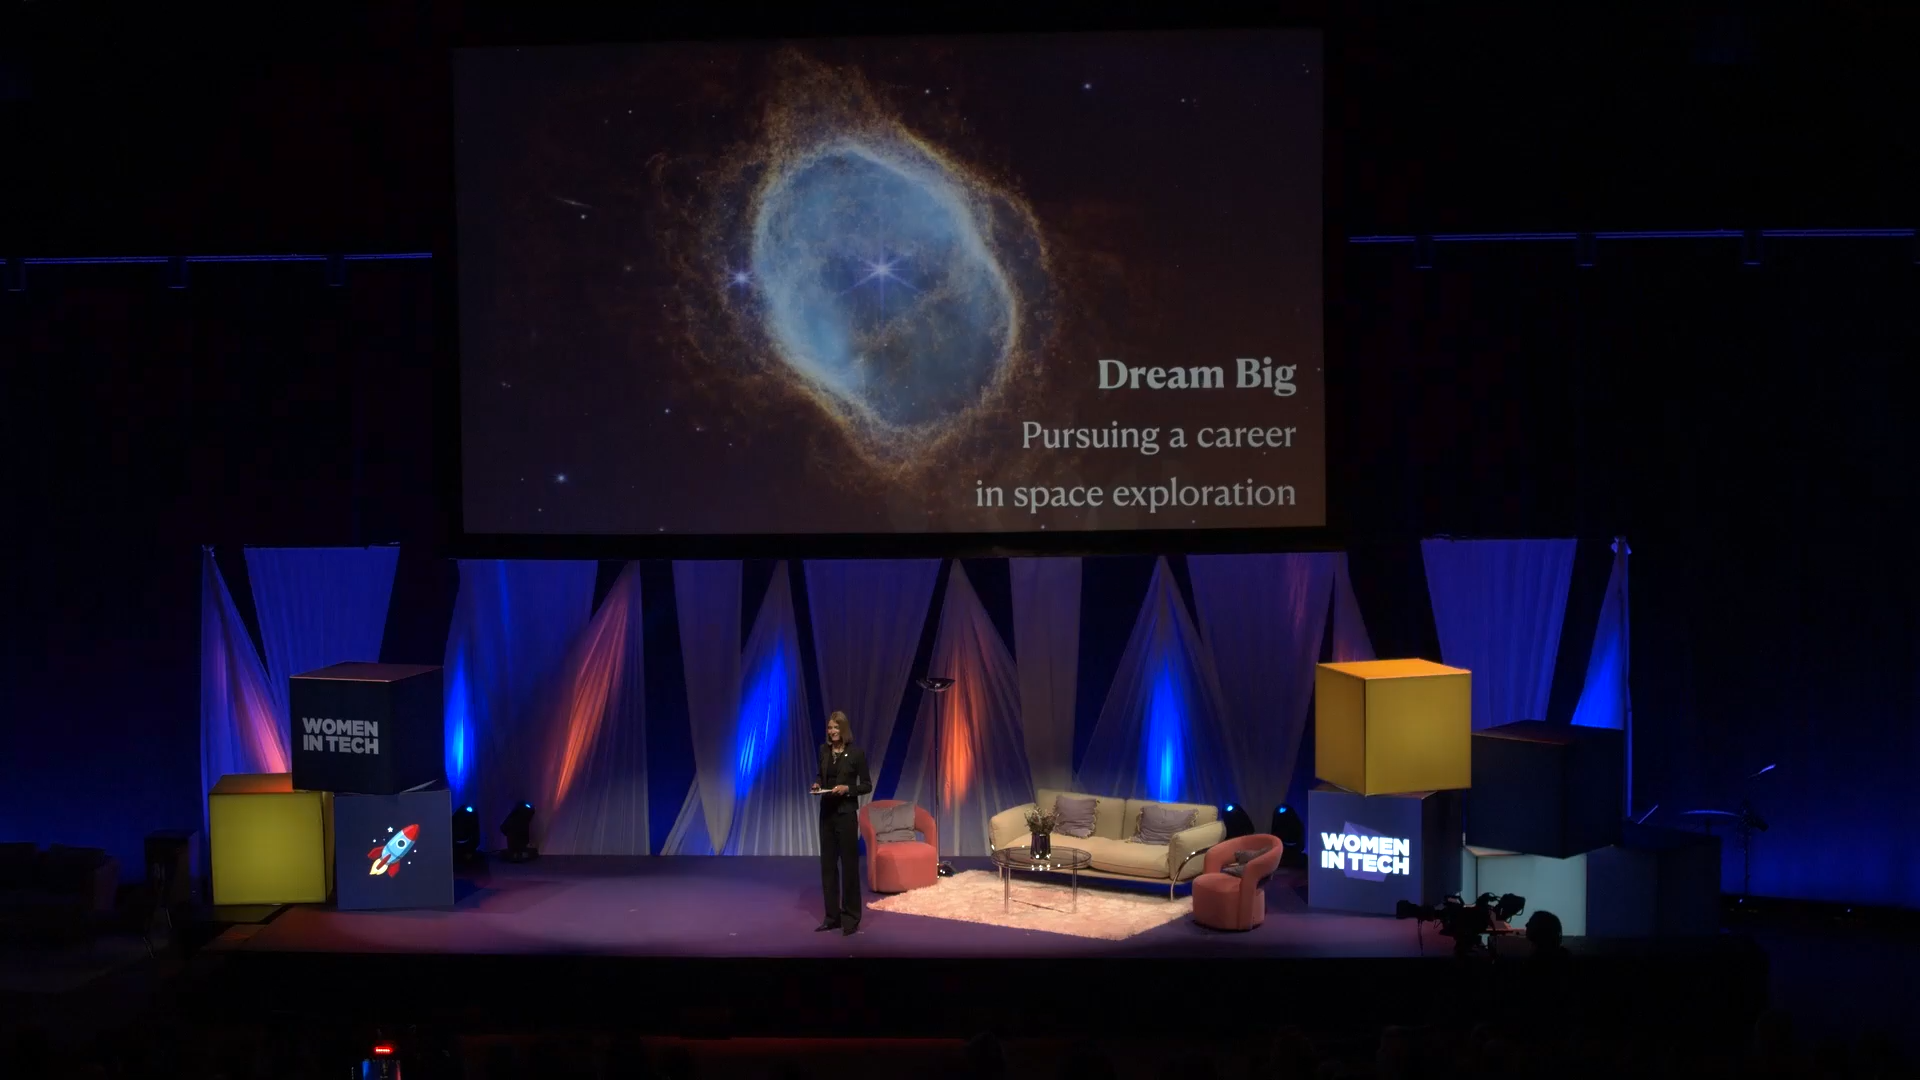 Dream Big
Pursuing a career
in space exploration
WOMEN
IN TECH
WOMEN
IN TECH